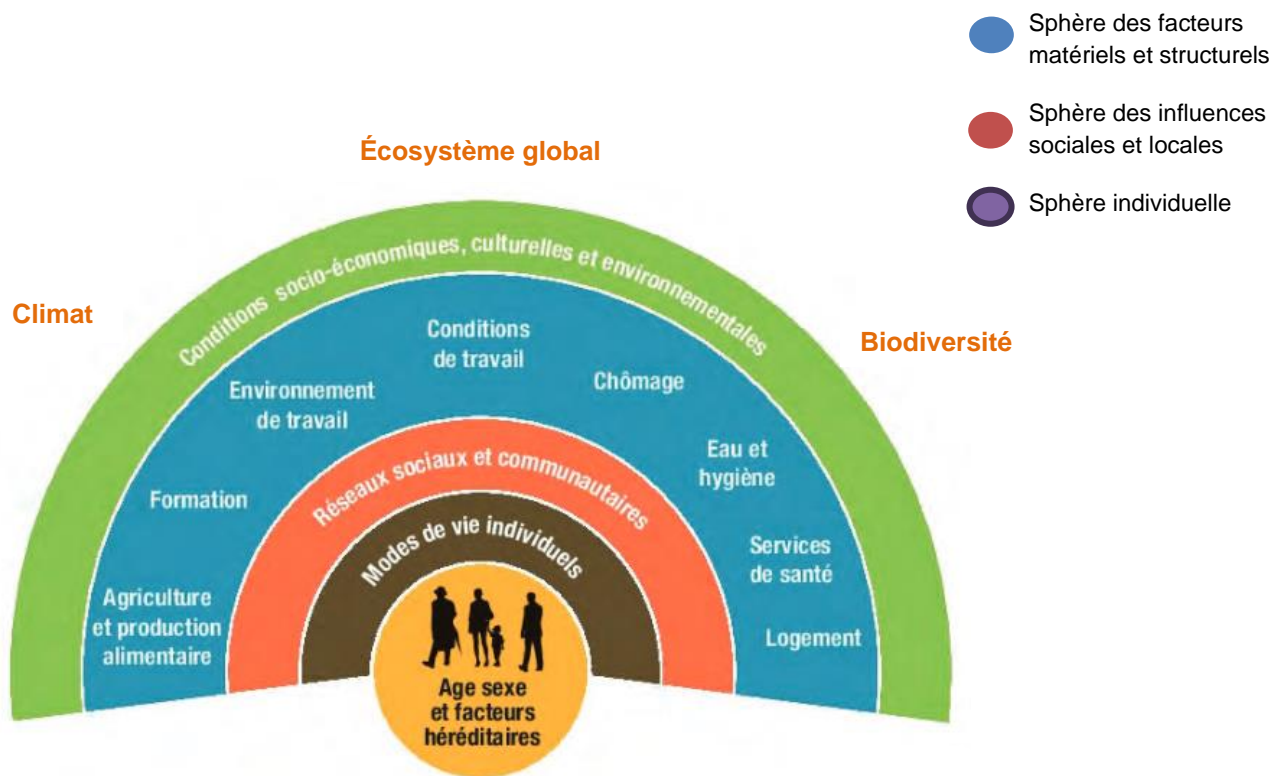 Sphère des facteurs
matériels et structurels
Sphère des influences
sociales et locales
Sphère individuelle
Écosystème global
Climat
Biodiversité
Conditions socio-économiques, culturelles et environnementales
Conditions
de travail
Environnement
de travail
Chômage
Formation
Eau et
hygiène
Agriculture
et production
alimentaire
Services
de santé
Logement
Réseaux sociaux et communautaires
Modes de vie individuels
Age sexe
et facteurs
héréditaires